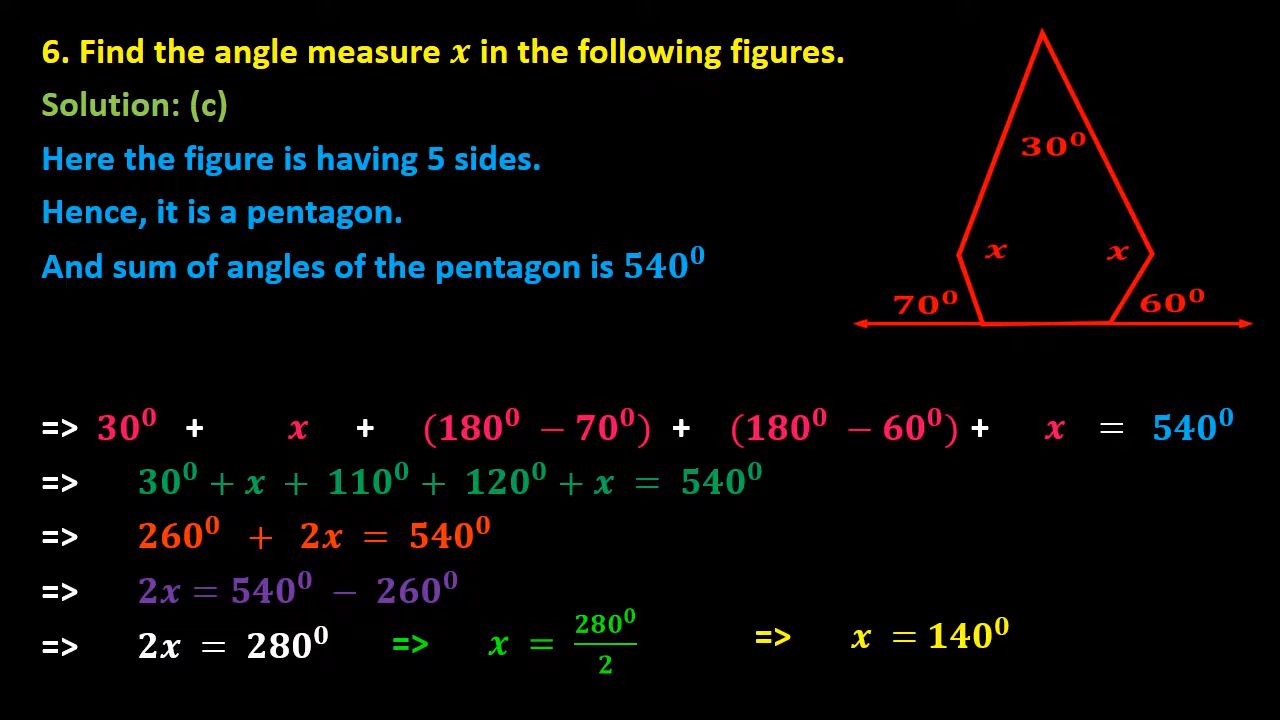 6. Find the angle measure x in the following figures.
Solution: (c)
Here the figure is having 5 sides.
Hence, it is a pentagon.
And sum of angles of the pentagon is 540⁰
30⁰
x x
70⁰ 60⁰
=> 30⁰ + x + (180⁰ − 70⁰) + (180⁰ − 60⁰) + x = 540⁰
=> 30⁰ + x + 110⁰ + 120⁰ + x = 540⁰
=> 260⁰ + 2x = 540⁰
=> 2x = 540⁰ − 260⁰
=> 2x = 280⁰ => x = 280⁰/2 => x = 140⁰